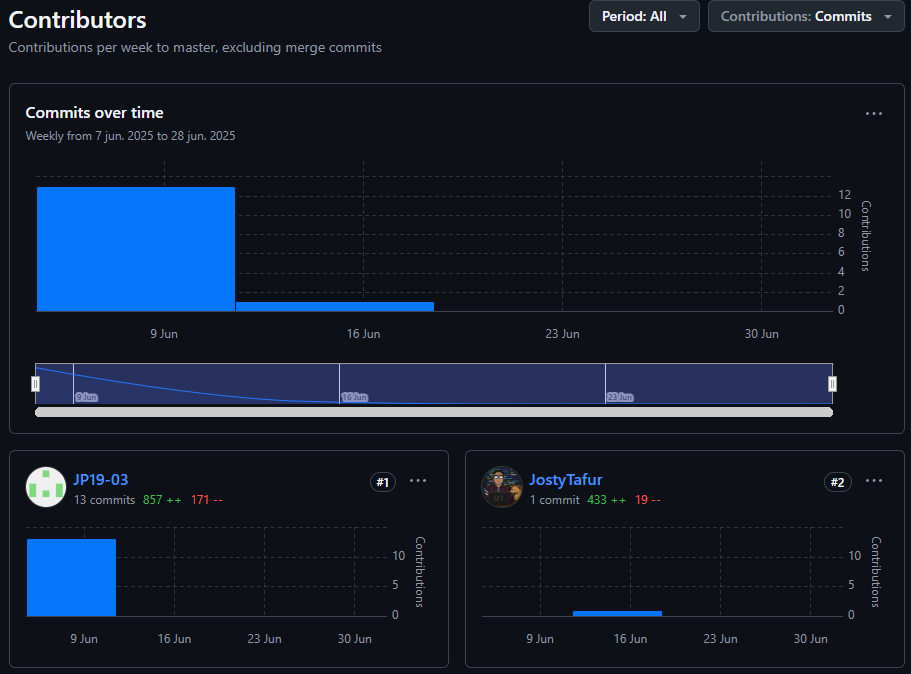 Contributors
Period: All
Contributions: Commits
Contributions per week to master, excluding merge commits
Commits over time
Weekly from 7 jun. 2025 to 28 jun. 2025
12
10
8
6
4
2
0
Contributions
9 Jun
16 Jun
23 Jun
30 Jun
9 Jun
16 Jun
23 Jun
JP19-03
#1
13 commits 857 ++ 171 --
10
5
0
Contributions
9 Jun
16 Jun
23 Jun
30 Jun
JostyTafur
#2
1 commit 433 ++ 19 --
10
5
0
Contributions
9 Jun
16 Jun
23 Jun
30 Jun